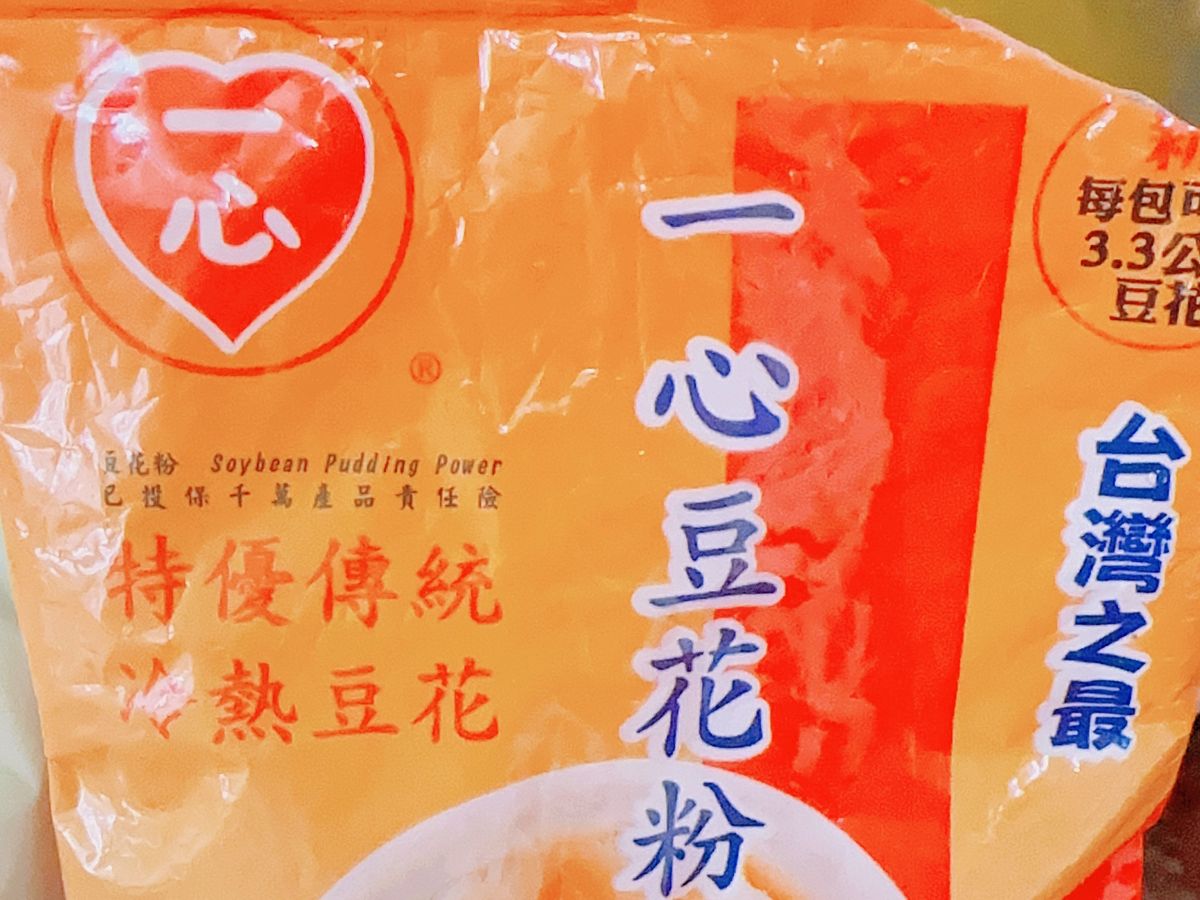 一心
®
豆花粉 Soybean Pudding Power
已投保千萬產品責任險
特優傳統
冷熱豆花
一心豆花粉
每包可
3.3公
豆花
台灣之最